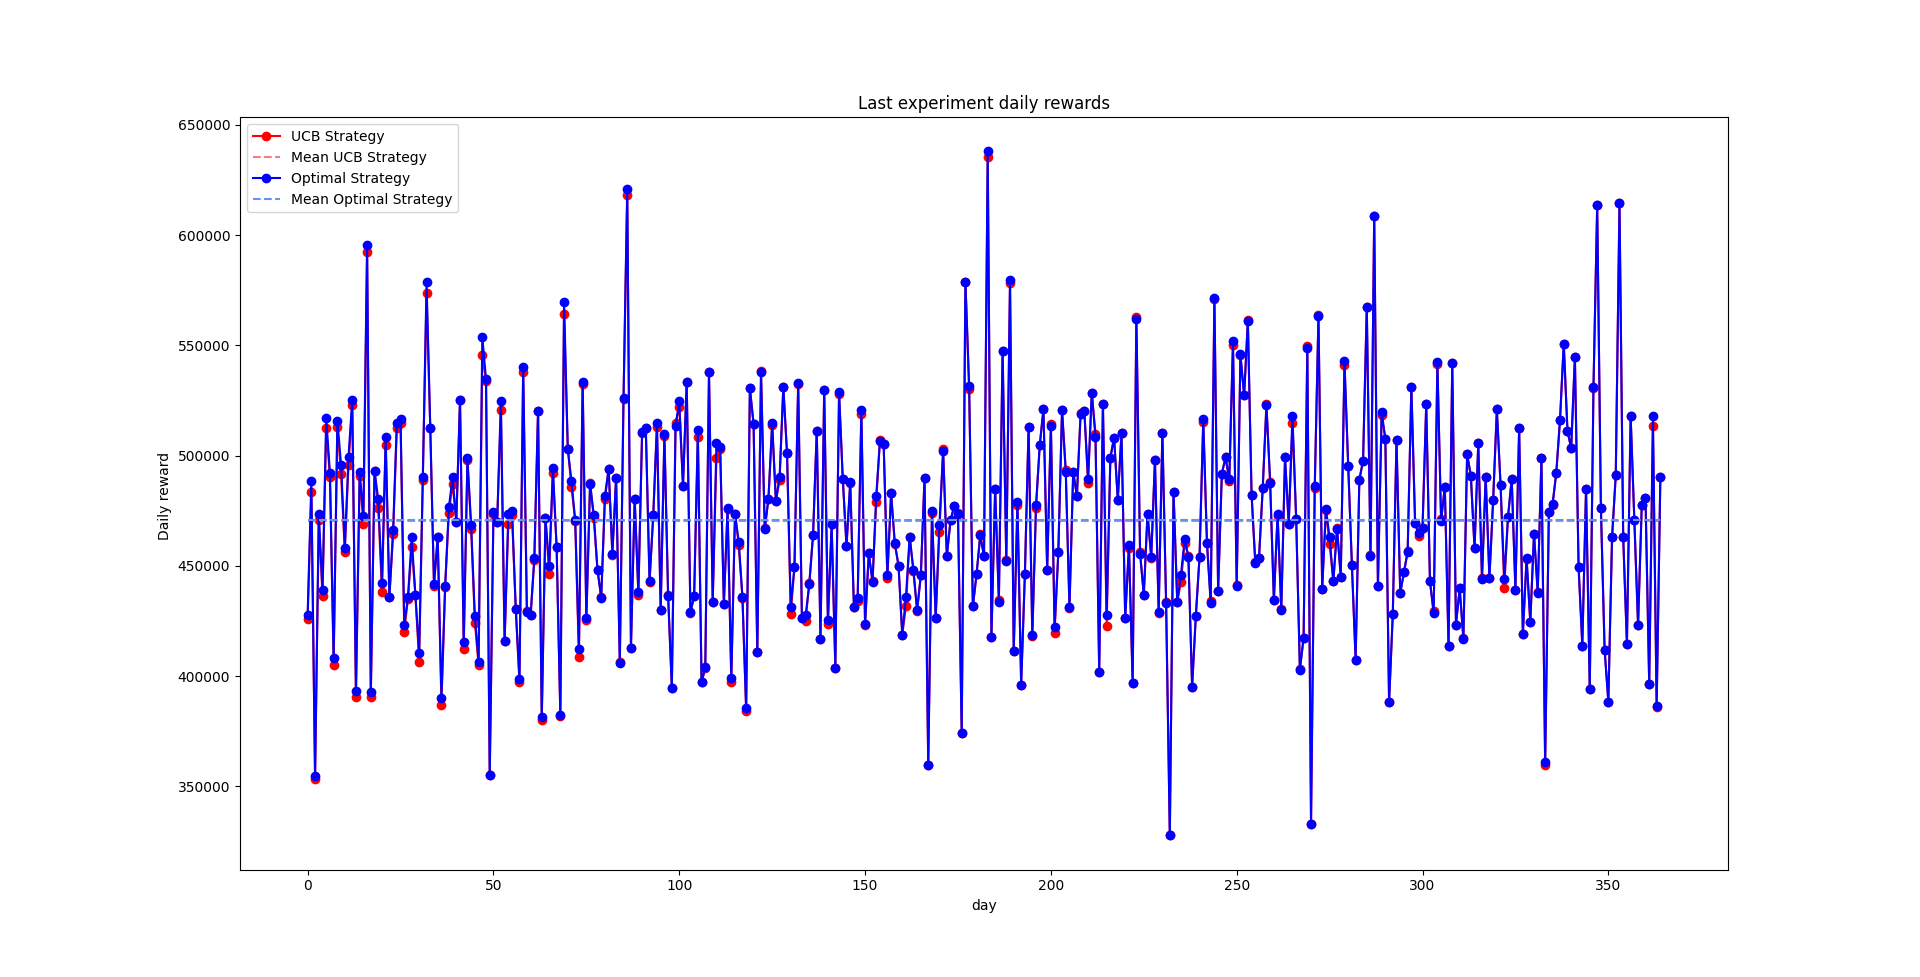 Last experiment daily rewards
UCB Strategy
Mean UCB Strategy
Optimal Strategy
Mean Optimal Strategy
650000
600000
550000
500000
450000
400000
350000
Daily reward
0 50 100 150 200 250 300 350
day